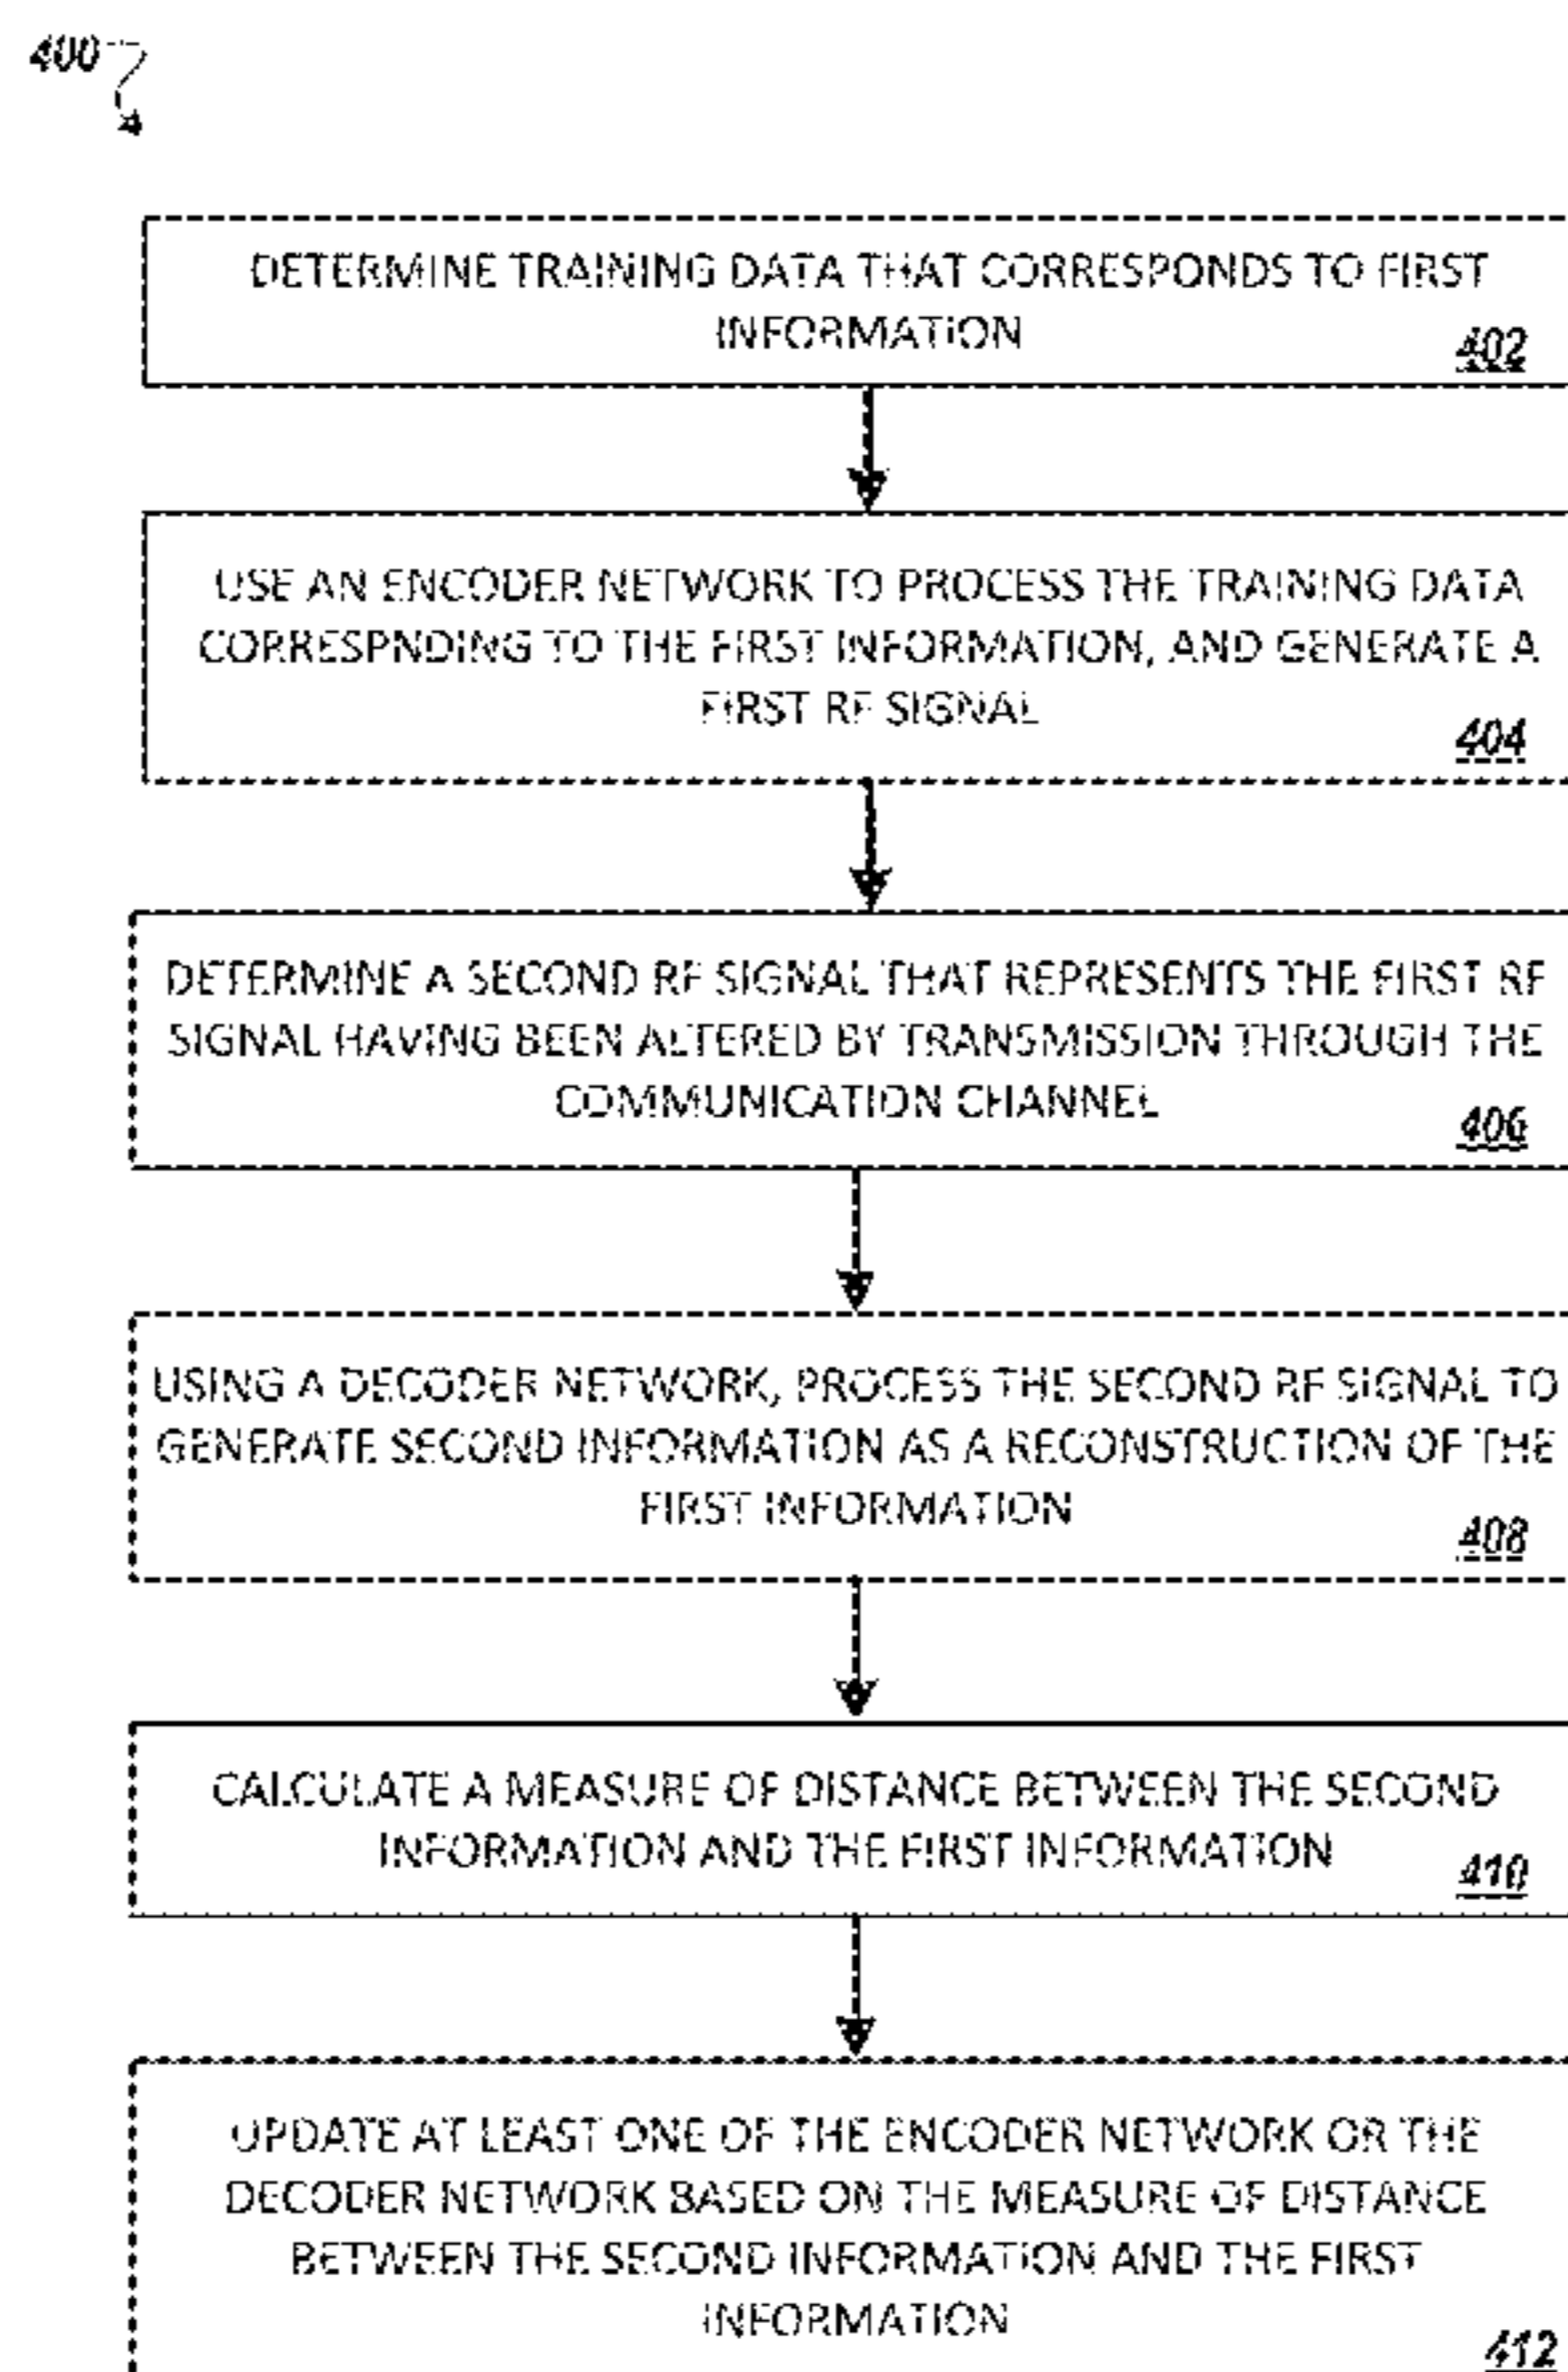 400
DETERMINE TRAINING DATA THAT CORRESPONDS TO FIRST
INFORMATION
402
USE AN ENCODER NETWORK TO PROCESS THE TRAINING DATA
CORRESPNDING TO THE FIRST INFORMATION, AND GENERATE A
FIRST RF SIGNAL
404
DETERMINE A SECOND RF SIGNAL THAT REPRESENTS THE FIRST RF
SIGNAL HAVING BEEN ALTERED BY TRANSMISSION THROUGH THE
COMMUNICATION CHANNEL
406
USING A DECODER NETWORK, PROCESS THE SECOND RF SIGNAL TO
GENERATE SECOND INFORMATION AS A RECONSTRUCTION OF THE
FIRST INFORMATION
408
CALCULATE A MEASURE OF DISTANCE BETWEEN THE SECOND
INFORMATION AND THE FIRST INFORMATION
410
UPDATE AT LEAST ONE OF THE ENCODER NETWORK OR THE
DECODER NETWORK BASED ON THE MEASURE OF DISTANCE
BETWEEN THE SECOND INFORMATION AND THE FIRST
INFORMATION
412